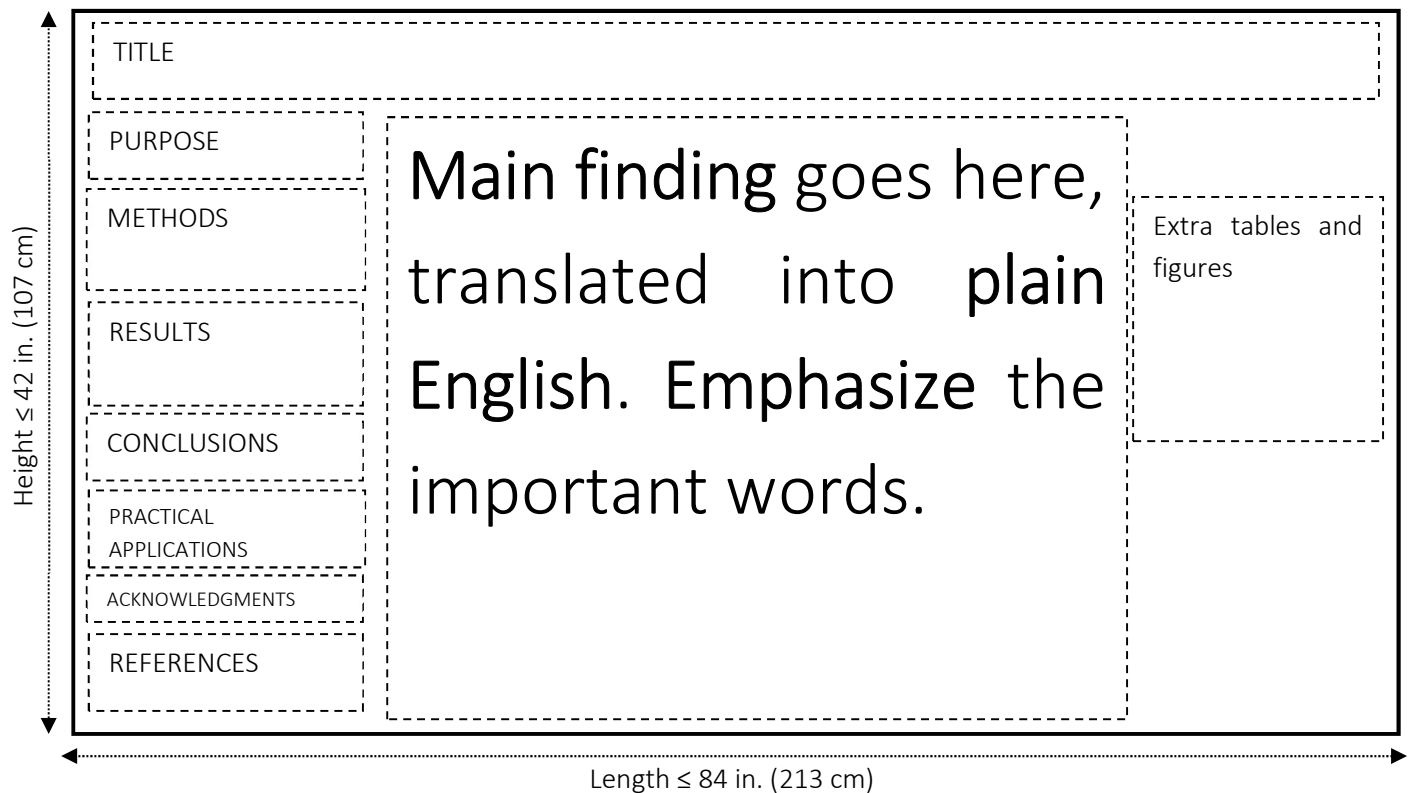 TITLE
PURPOSE
METHODS
RESULTS
CONCLUSIONS
PRACTICAL
APPLICATIONS
ACKNOWLEDGMENTS
REFERENCES
Main finding goes here,
translated into plain
English. Emphasize the
important words.
Extra tables and
figures
Height ≤ 42 in. (107 cm)
Length ≤ 84 in. (213 cm)